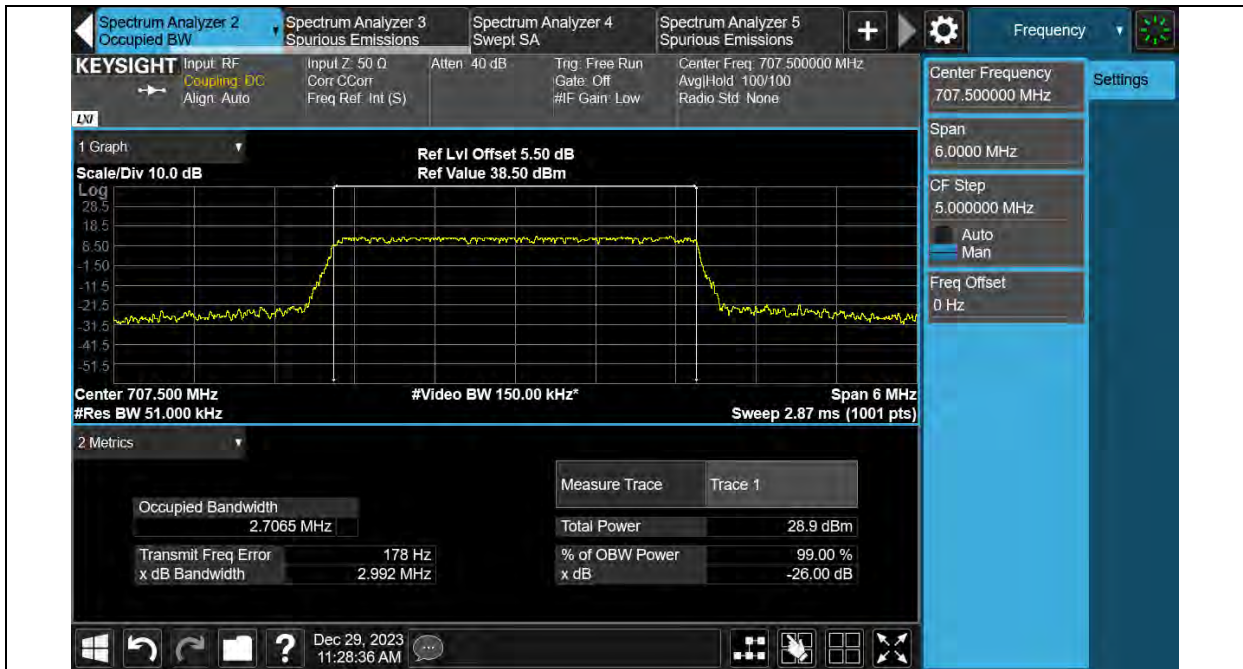 Spectrum Analyzer 2
Occupied BW
Spectrum Analyzer 3
Spurious Emissions
Spectrum Analyzer 4
Swept SA
Spectrum Analyzer 5
Spurious Emissions
+
Frequency
KEYSIGHT
Input: RF
Coupling: DC
Align: Auto
Input Z: 50 Ω
Corr CCorr
Freq Ref: Int (S)
Atten: 40 dB
Trig: Free Run
Gate: Off
#IF Gain: Low
Center Freq: 707.500000 MHz
Avg|Hold: 100/100
Radio Std: None
LXI
Center Frequency
707.500000 MHz
Settings
Span
6.0000 MHz
CF Step
5.000000 MHz
Auto
Man
Freq Offset
0 Hz
1 Graph
Scale/Div 10.0 dB
Ref Lvl Offset 5.50 dB
Ref Value 38.50 dBm
Log
28.5
18.5
8.50
-1.50
-11.5
-21.5
-31.5
-41.5
-51.5
Center 707.500 MHz
#Video BW 150.00 kHz*
Span 6 MHz
#Res BW 51.000 kHz
Sweep 2.87 ms (1001 pts)
2 Metrics
Measure Trace
Trace 1
Occupied Bandwidth
2.7065 MHz
Total Power
28.9 dBm
Transmit Freq Error
178 Hz
% of OBW Power
99.00 %
x dB Bandwidth
2.992 MHz
x dB
-26.00 dB
?
Dec 29, 2023
11:28:36 AM